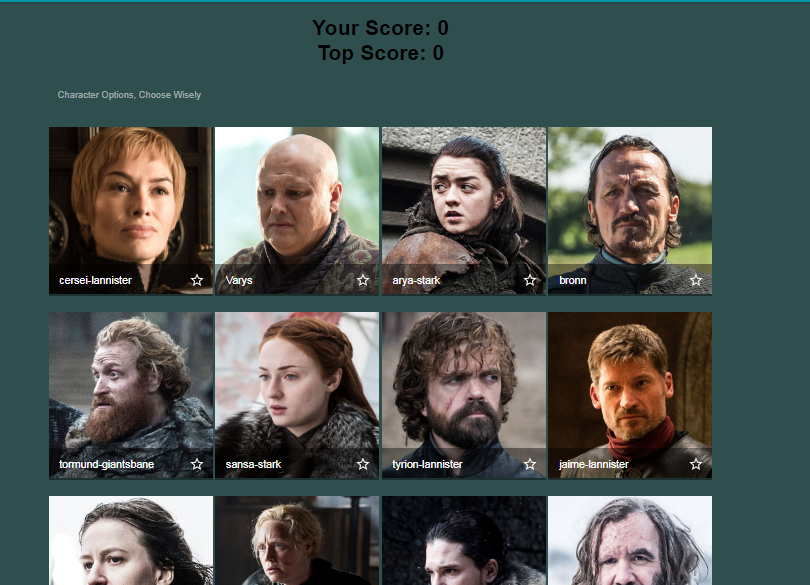 Your Score: 0
Top Score: 0
Character Options, Choose Wisely
cersei-lannister
Varys
arya-stark
bronn
tormund-giantsbane
sansa-stark
tyrion-lannister
jaime-lannister